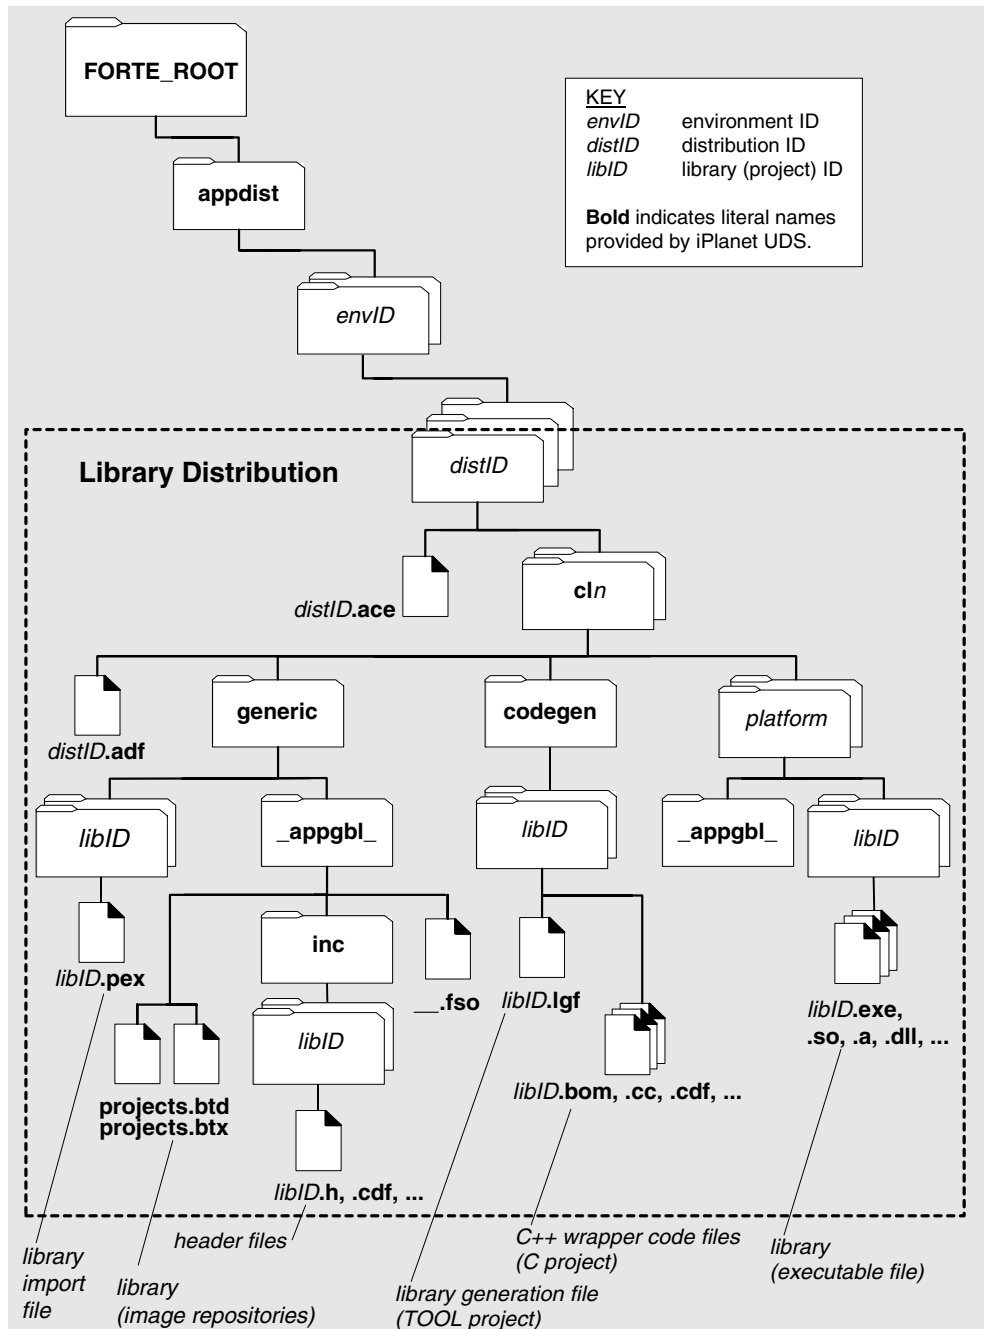 FORTE_ROOT
KEY
envID environment ID
distID distribution ID
libID library (project) ID
Bold indicates literal names
provided by iPlanet UDS.
appdist
envID
distID
Library Distribution
distID.ace
cln
distID.adf
generic
codegen
platform
libID
_appgbl_
libID
_appgbl_
libID
libID.pex
inc
__.fso
libID.lgf
libID.exe,
.so, .a, .dll, ...
projects.btd
projects.btx
libID
libID.bom, .cc, .cdf, ...
libID.h, .cdf, ...
library
import
file
library
(image repositories)
header files
library generation file
(TOOL project)
C++ wrapper code files
(C project)
library
(executable file)